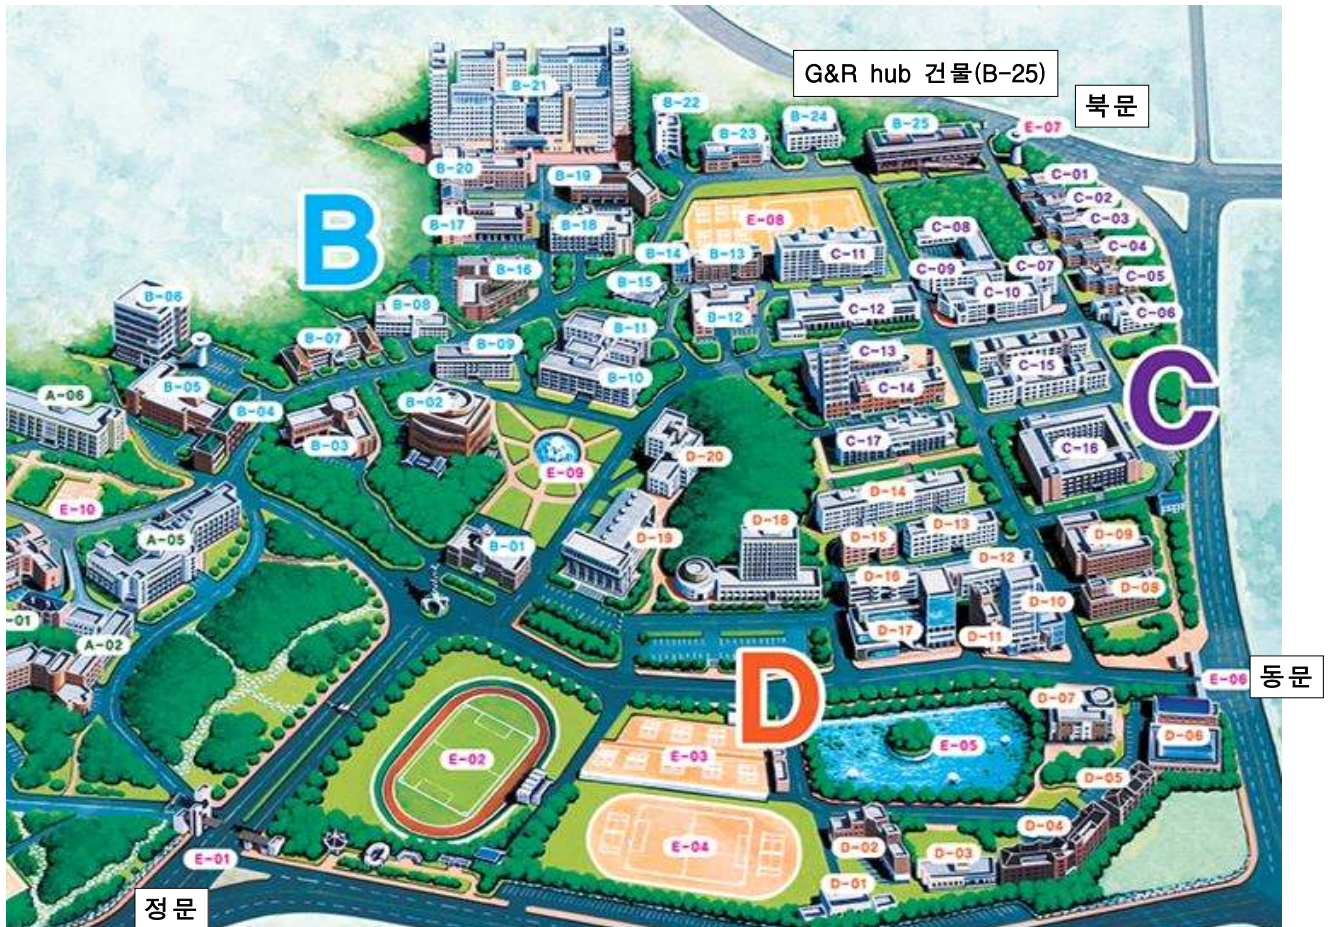 G&R hub 건물(B-25)
북문
B-21
B-22
B-23
B-24
B-25
E-07
B-20
B-19
C-01
C-02
C-03
B-17
B-18
E-08
C-08
C-04
B
B-16
B-14
B-13
C-11
C-09
C-07
C-05
B-06
B-08
B-15
B-12
C-12
C-10
C-06
B-07
B-11
B-09
C-13
C-15
B-10
C-14
C
A-06
B-05
B-04
B-02
B-03
C-17
C-16
D-20
E-09
E-10
D-14
A-05
B-01
D-19
D-18
D-15
D-13
D-09
D-12
D-16
D-08
D-10
-01
A-02
D-17
D-11
E-06
동문
D
D-07
D-06
E-02
E-03
E-05
D-05
D-04
E-04
D-02
D-03
E-01
D-01
정문